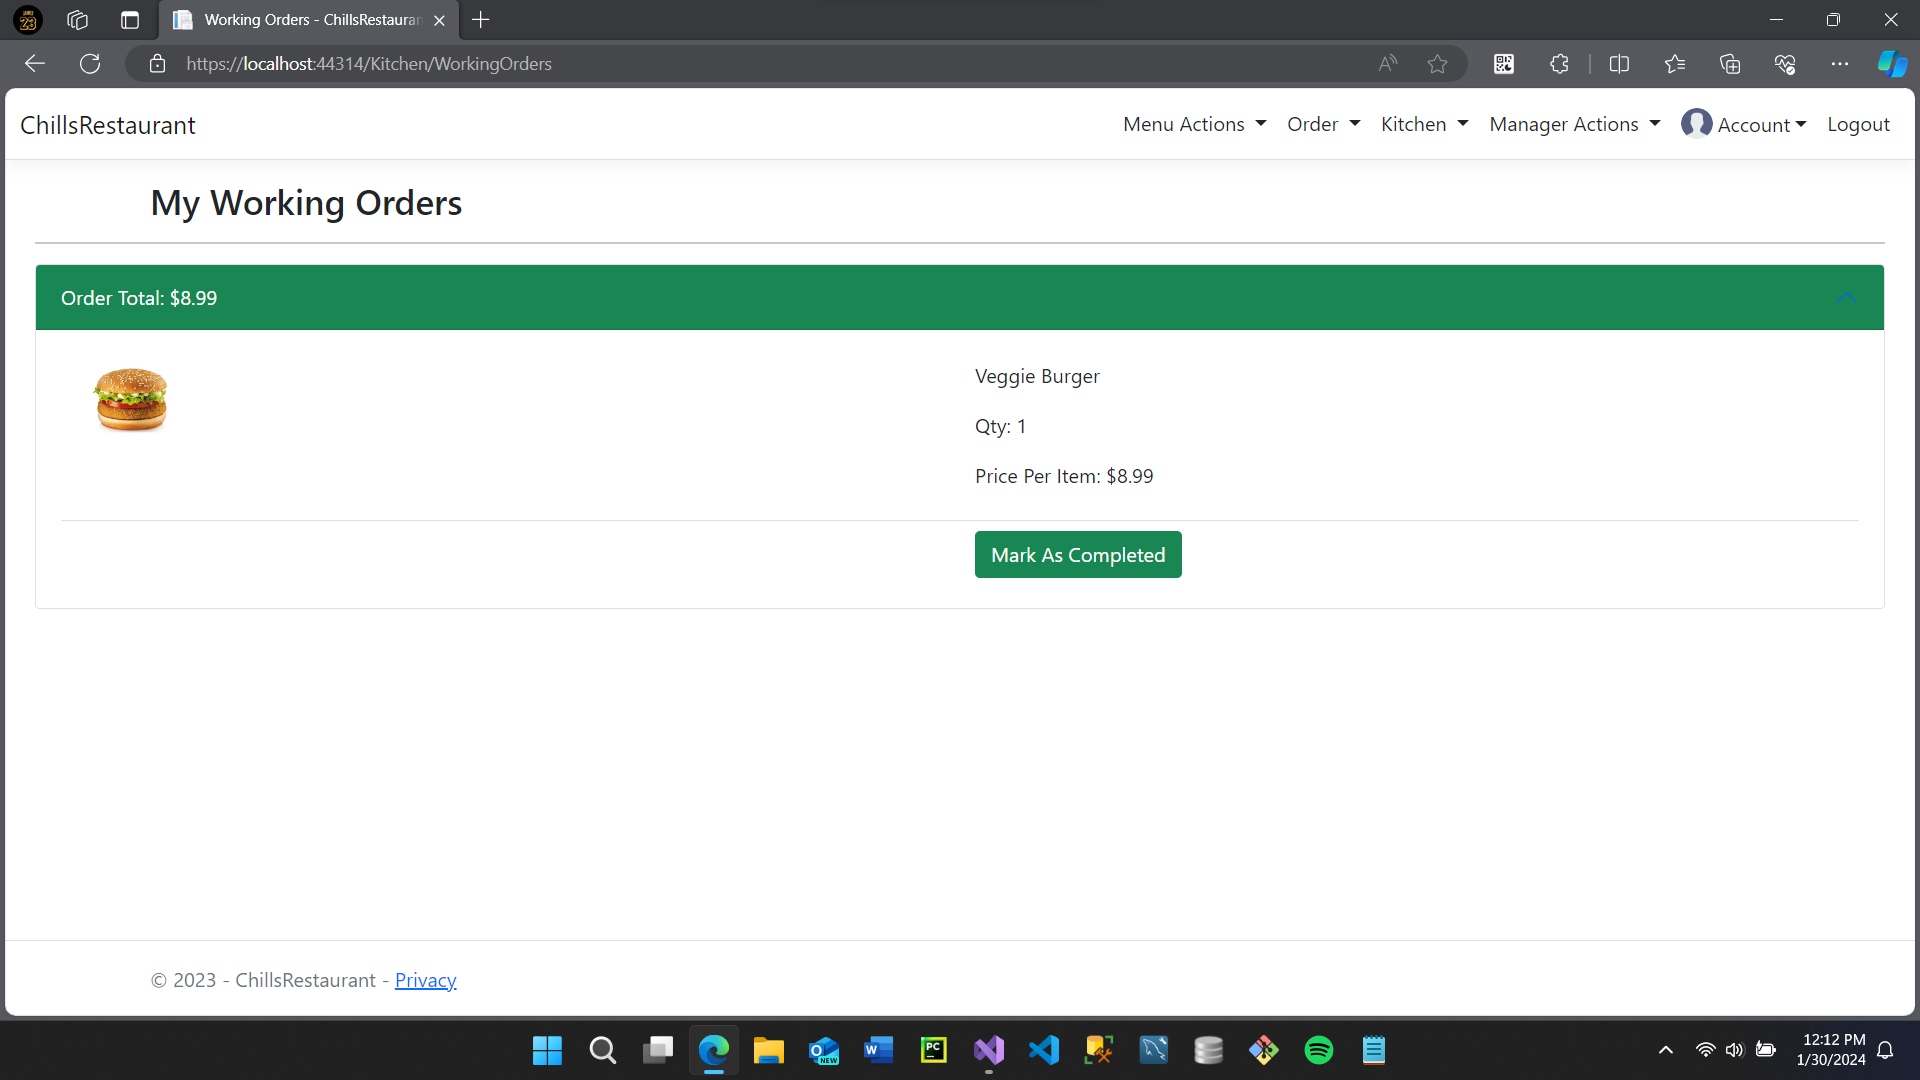 Working Orders - ChillsRestauran
https://localhost:44314/Kitchen/WorkingOrders
ChillsRestaurant
Menu Actions
Order
Kitchen
Manager Actions
Account
Logout
My Working Orders
Order Total: $8.99
Veggie Burger
Qty: 1
Price Per Item: $8.99
Mark As Completed
© 2023 - ChillsRestaurant - Privacy
NEW
PC
12:12 PM
1/30/2024